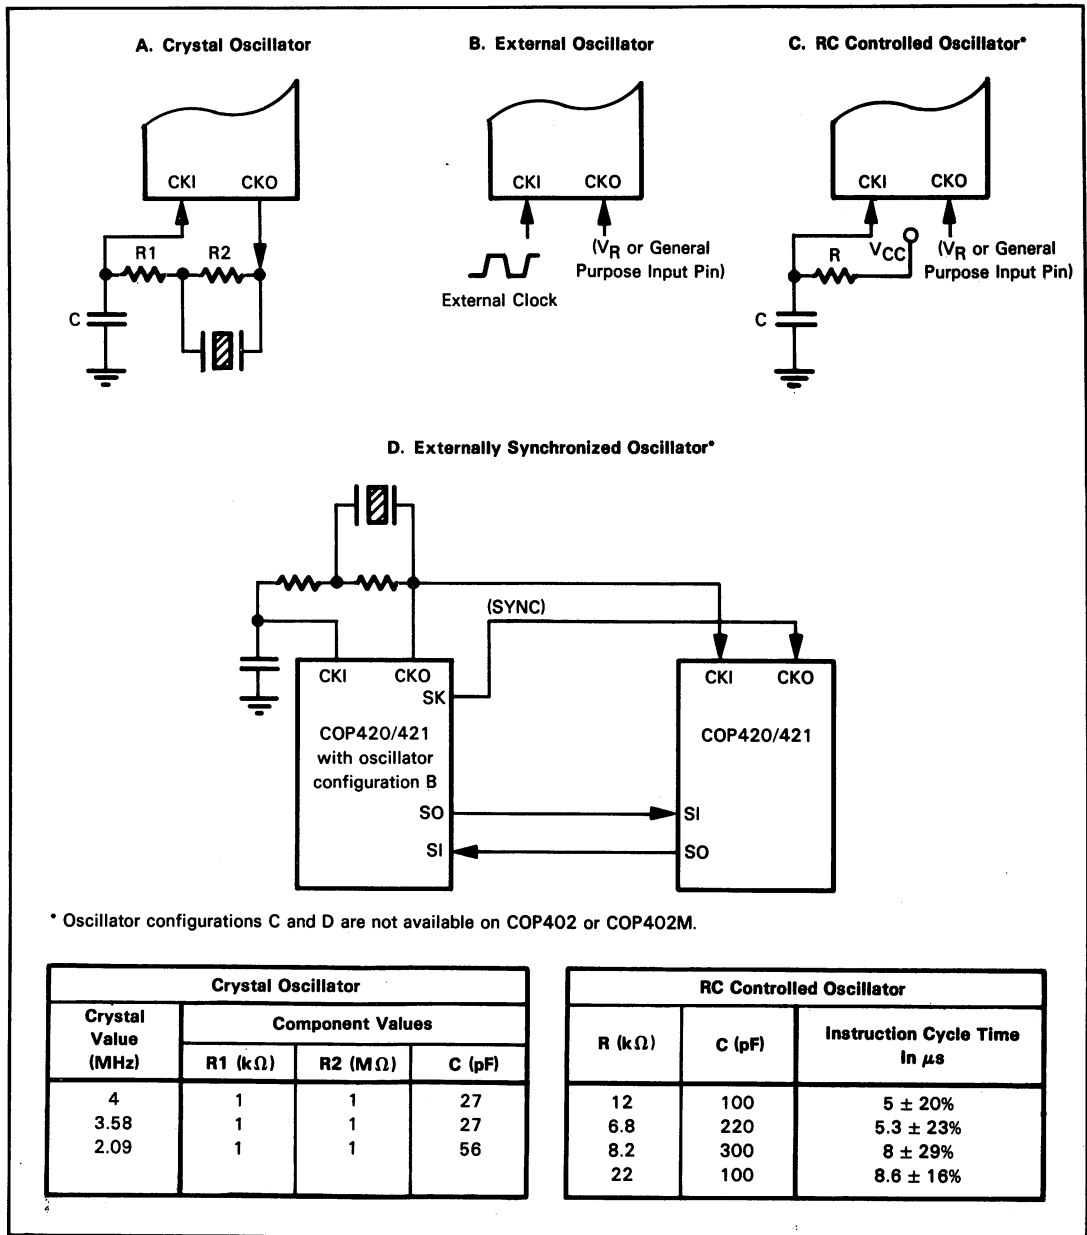 A. Crystal Oscillator
CKI CKO
R1 R2
C
B. External Oscillator
CKI CKO
(VR or General
Purpose Input Pin)
External Clock
C. RC Controlled Oscillator*
CKI CKO
VCC
R
(VR or General
Purpose Input Pin)
C
D. Externally Synchronized Oscillator*
(SYNC)
CKI CKO
SK
COP420/421
with oscillator
configuration B
SO
SI
CKI CKO
COP420/421
SI
SO
* Oscillator configurations C and D are not available on COP402 or COP402M.
Crystal Oscillator
Crystal
Value
(MHz)
Component Values
R1 (kΩ) R2 (MΩ) C (pF)
4 1 1 27
3.58 1 1 27
2.09 1 1 56
RC Controlled Oscillator
R (kΩ) C (pF) Instruction Cycle Time
In µs
12 100 5 ± 20%
6.8 220 5.3 ± 23%
8.2 300 8 ± 29%
22 100 8.6 ± 16%